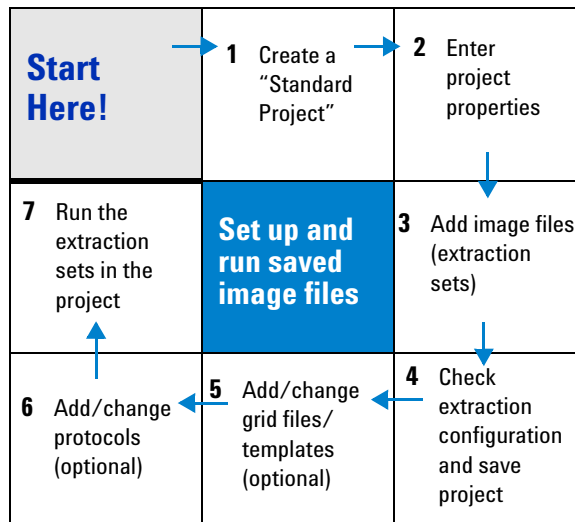 Start
Here!
1 Create a
“Standard
Project”
2 Enter
project
properties
3 Add image files
(extraction
sets)
4 Check
extraction
configuration
and save
project
5 Add/change
grid files/
templates
(optional)
6 Add/change
protocols
(optional)
7 Run the
extraction
sets in the
project
Set up and
run saved
image files